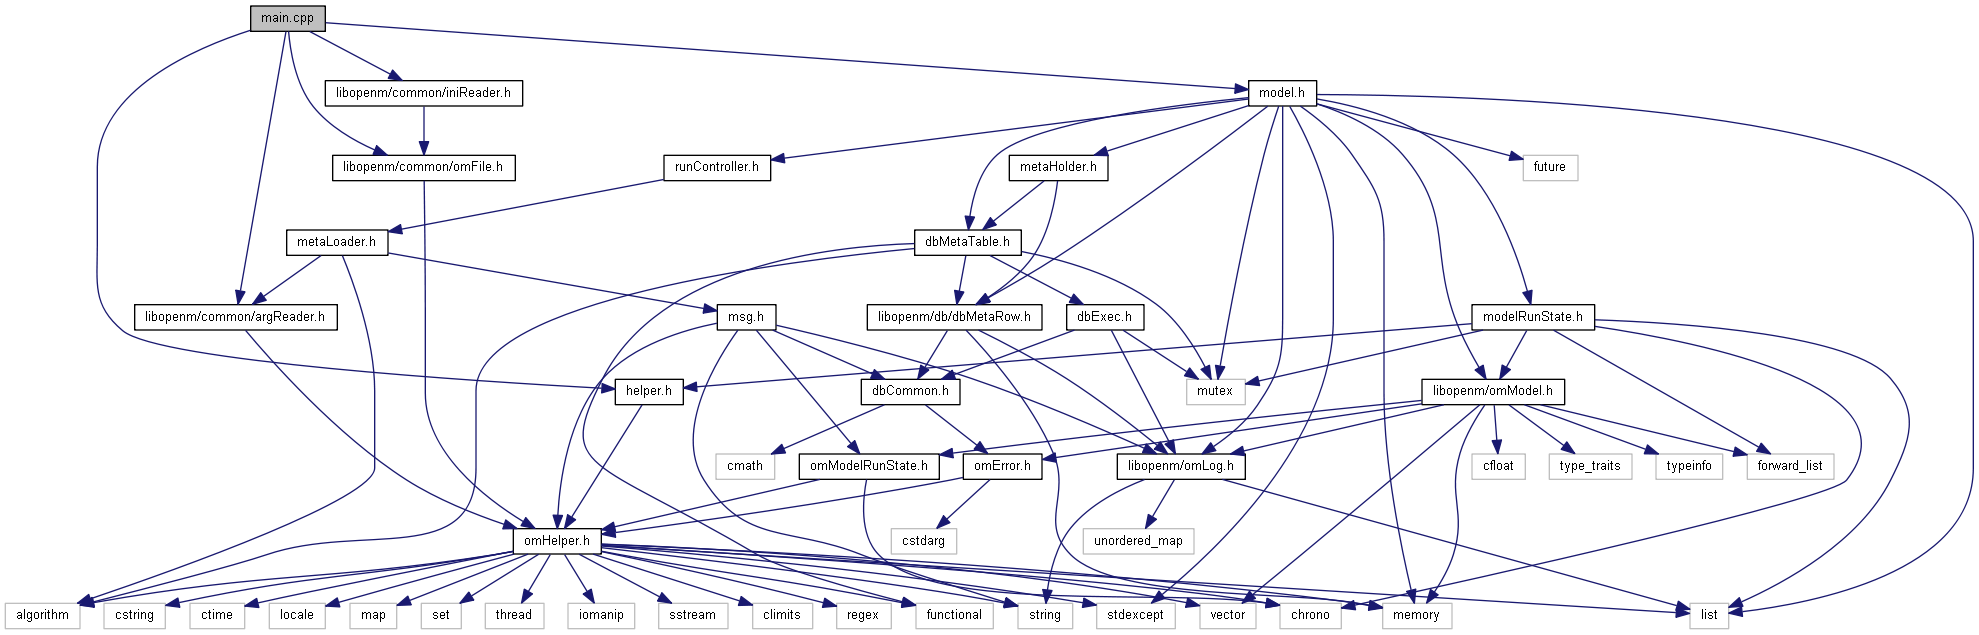 main.cpp
libopenm/common/iniReader.h
model.h
libopenm/common/omFile.h
runController.h
metaHolder.h
future
metaLoader.h
dbMetaTable.h
libopenm/common/argReader.h
msg.h
libopenm/db/dbMetaRow.h
dbExec.h
modelRunState.h
helper.h
dbCommon.h
mutex
libopenm/omModel.h
cmath
omModelRunState.h
omError.h
libopenm/omLog.h
cfloat
type_traits
typeinfo
forward_list
omHelper.h
cstdarg
unordered_map
algorithm
cstring
ctime
locale
map
set
thread
iomanip
sstream
climits
regex
functional
string
stdexcept
vector
chrono
memory
list